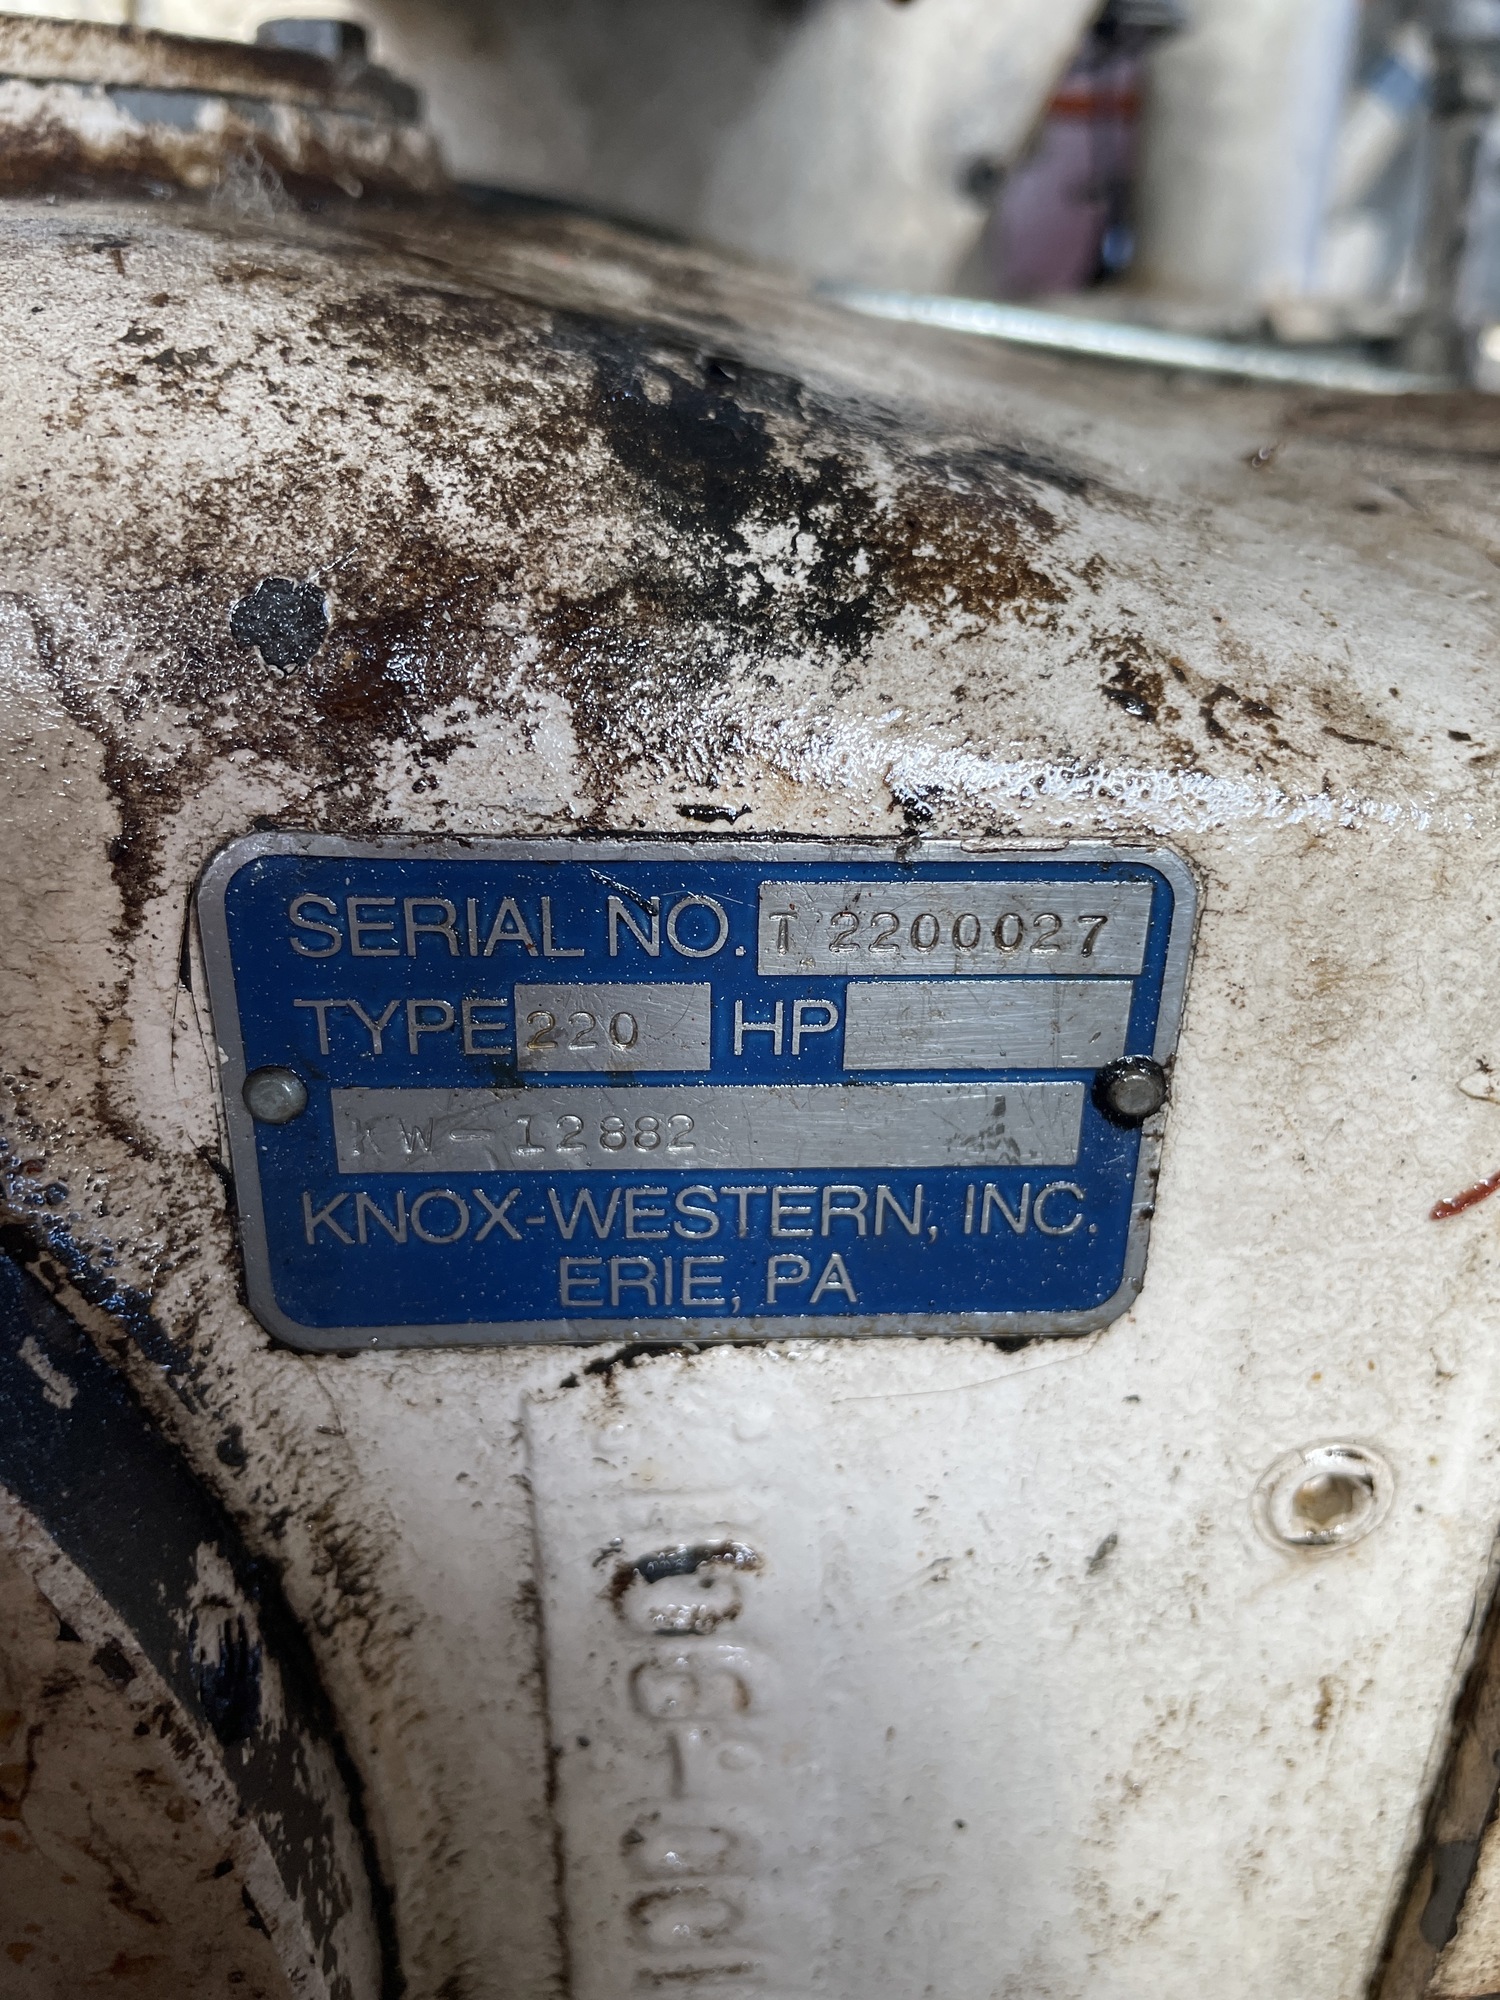 SERIAL NO. T 2200027
TYPE 220 HP
KW-12882
KNOX-WESTERN, INC.
ERIE, PA